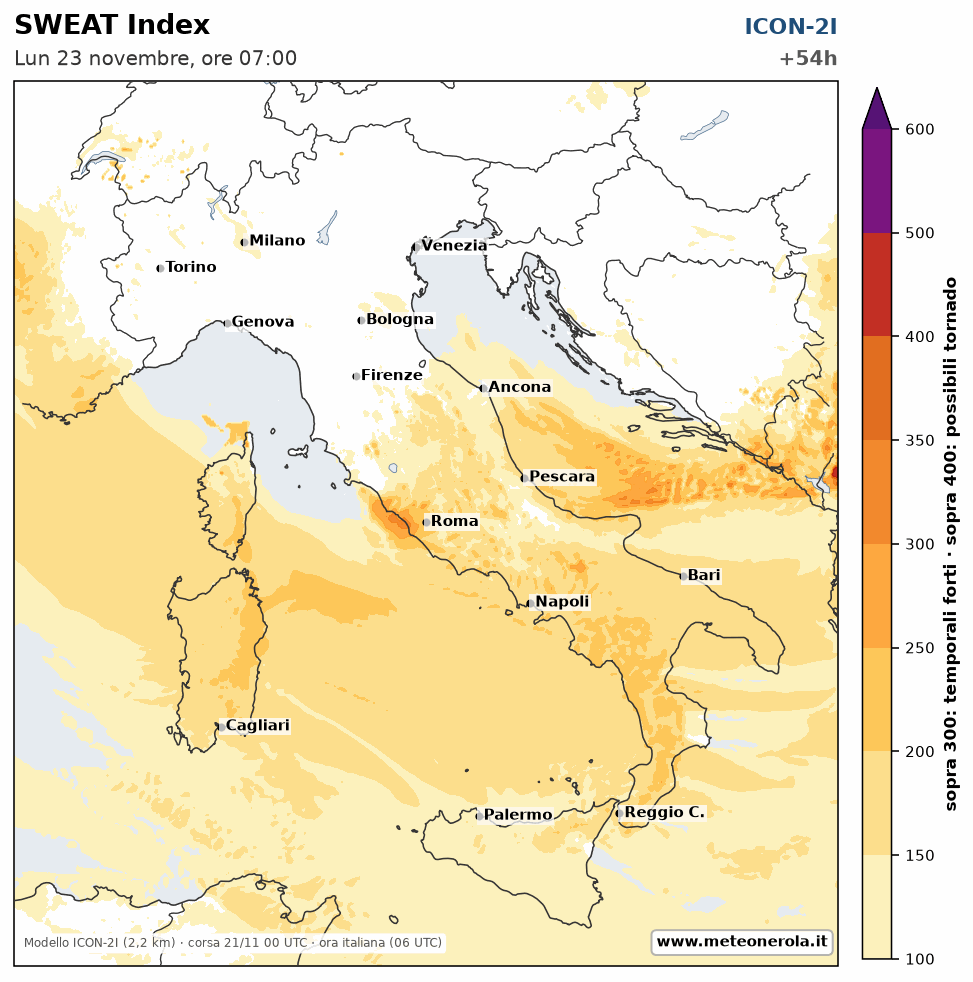 SWEAT Index
ICON-2I
Lun 23 novembre, ore 07:00
+54h
Milano
Venezia
Torino
Genova
Bologna
Firenze
Ancona
Pescara
Roma
Bari
Napoli
Cagliari
Palermo
Reggio C.
Modello ICON-2I (2,2 km) · corsa 21/11 00 UTC · ora italiana (06 UTC)
www.meteonerola.it
600
500
400
350
300
250
200
150
100
sopra 300: temporali forti · sopra 400: possibili tornado